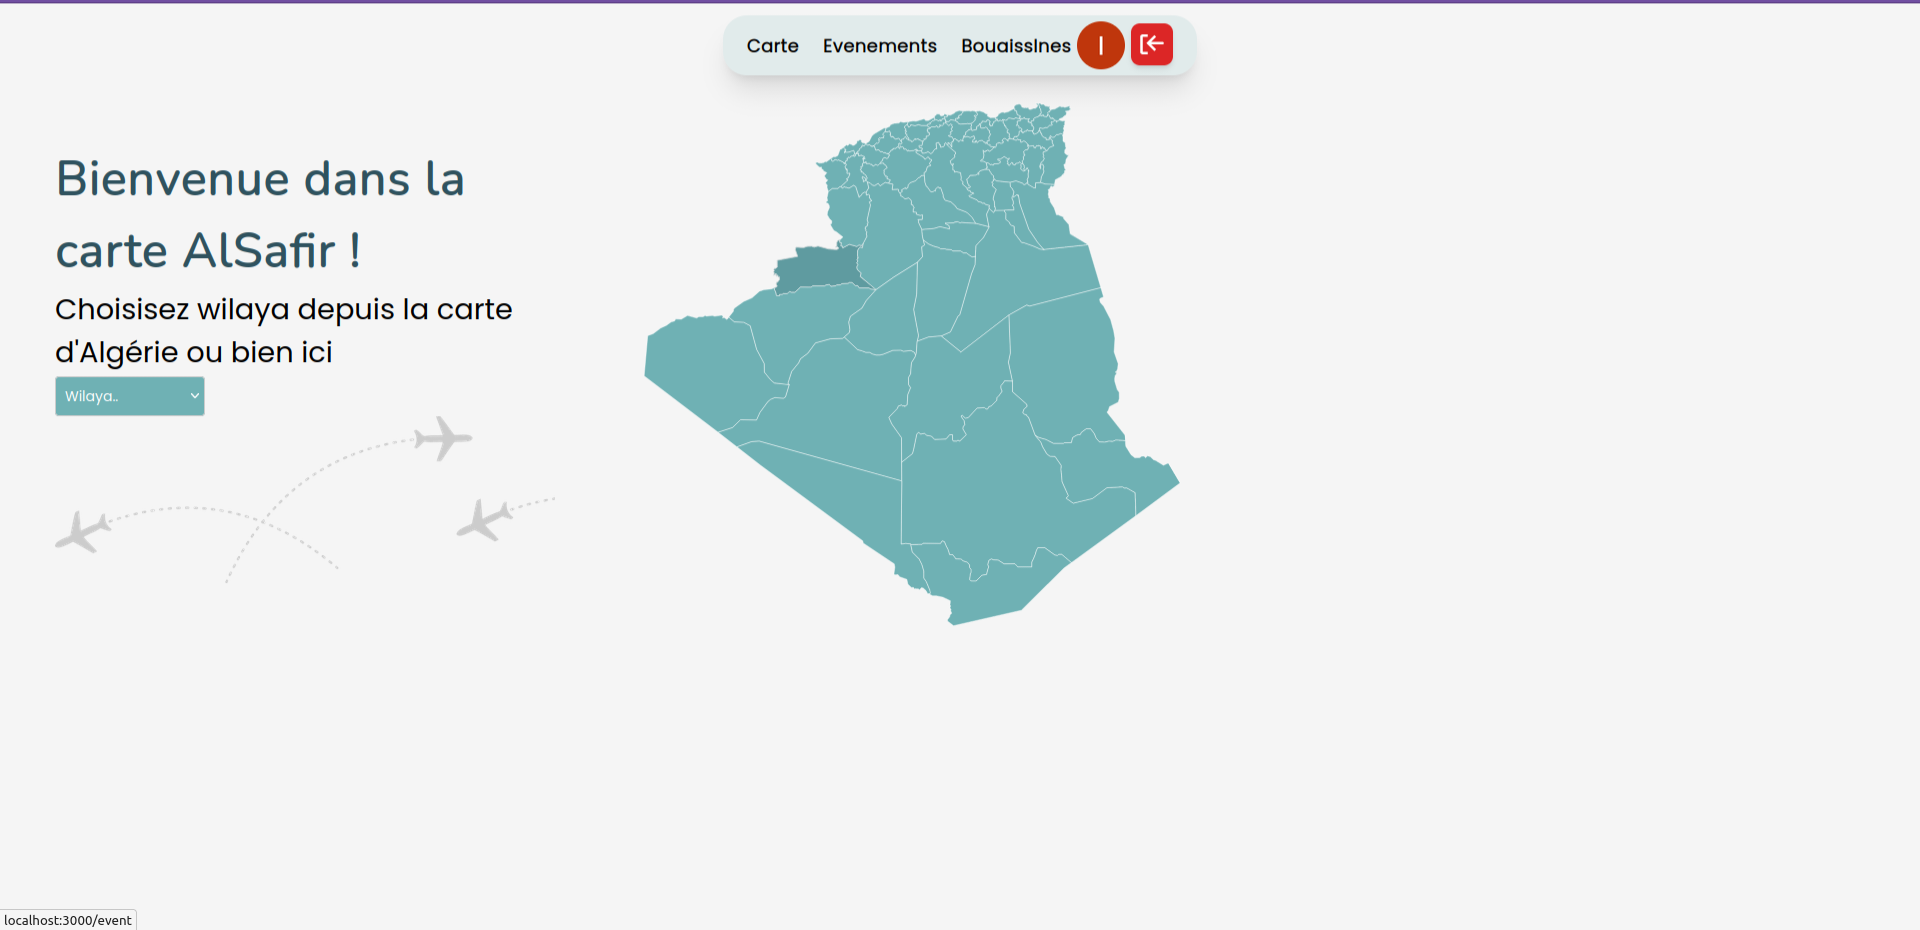 Carte Evenements BouaissInes I
Bienvenue dans la
carte AlSafir !
Choisisez wilaya depuis la carte
d'Algérie ou bien ici
Wilaya..
localhost:3000/event